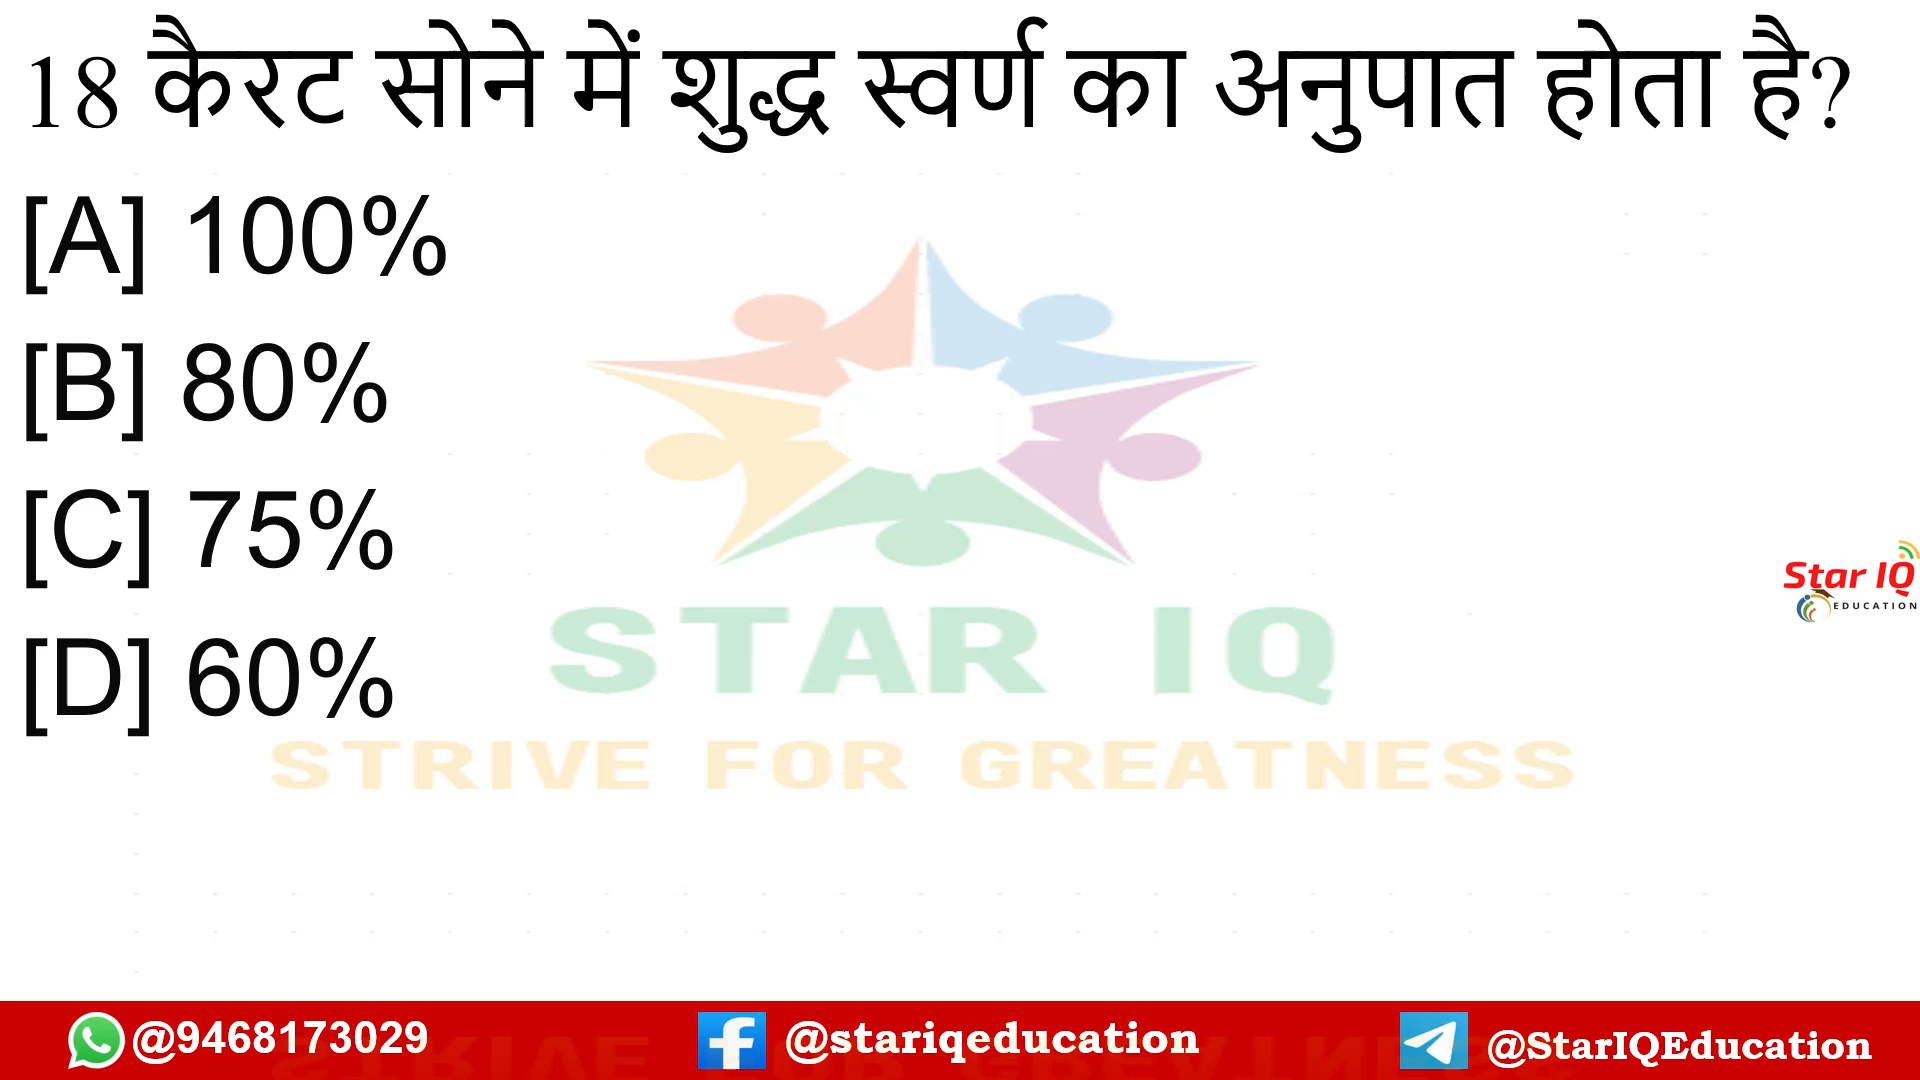 18 कैरट सोने में शुद्ध स्वर्ण का अनुपात होता है?
[A] 100%
[B] 80%
[C] 75%
[D] 60%
STAR IQ
STRIVE FOR GREATNESS
Star IQ
EDUCATION
@9468173029
@stariqeducation
@StarIQEducation